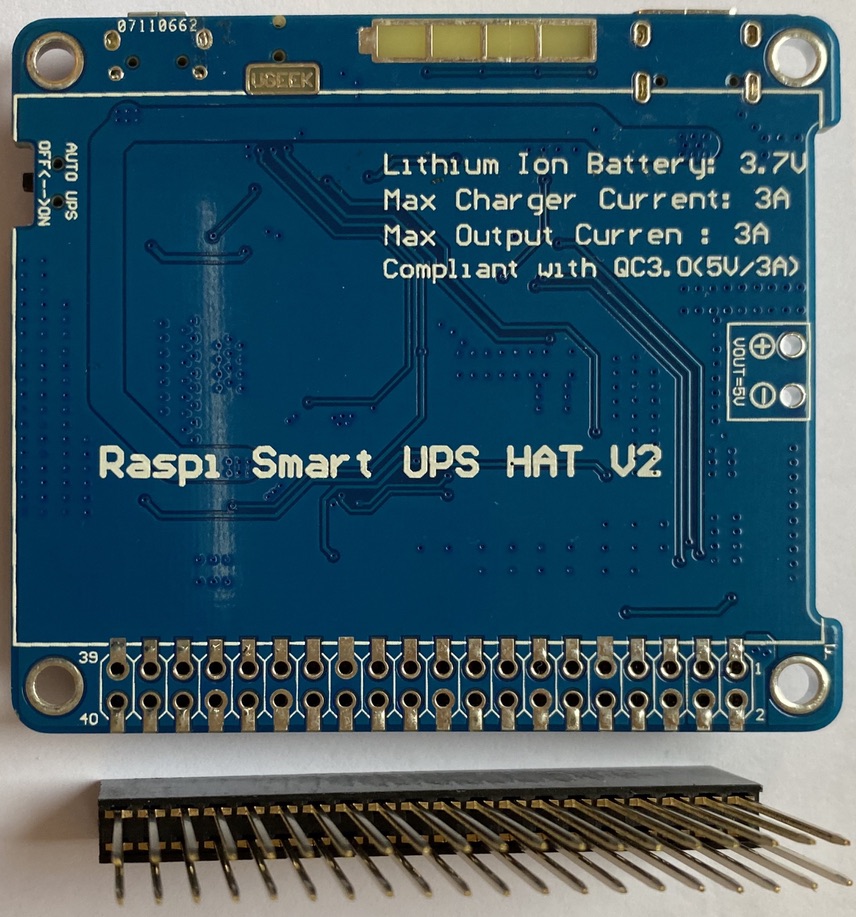 07110662
USEEK
AUTO UPS
OFF<-->ON
Lithium Ion Battery: 3.7V
Max Charger Current: 3A
Max Output Curren : 3A
Compliant with QC3.0(5V/3A)
+
VOUT=5V
-
Raspi Smart UPS HAT V2
39
1
40
2